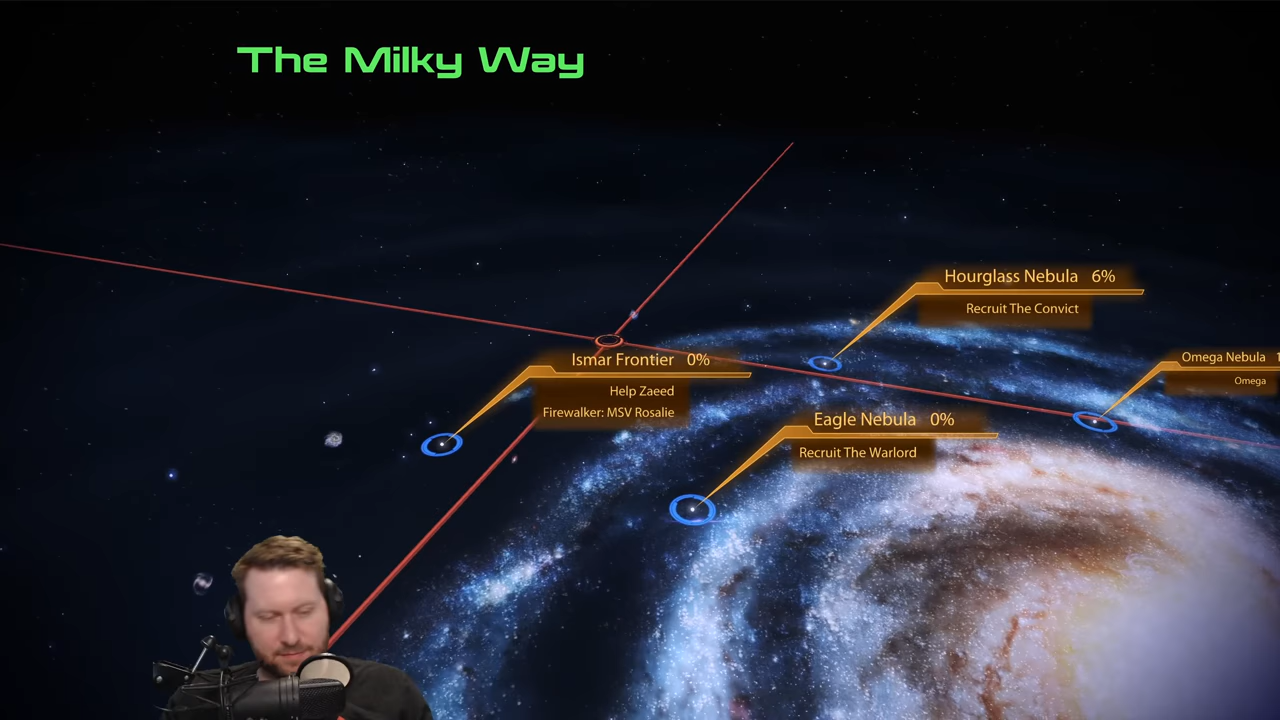 The Milky Way
Hourglass Nebula 6%
Recruit The Convict
Ismar Frontier 0%
Help Zaeed
Firewalker: MSV Rosalie
Omega Nebula
Omega
Eagle Nebula 0%
Recruit The Warlord